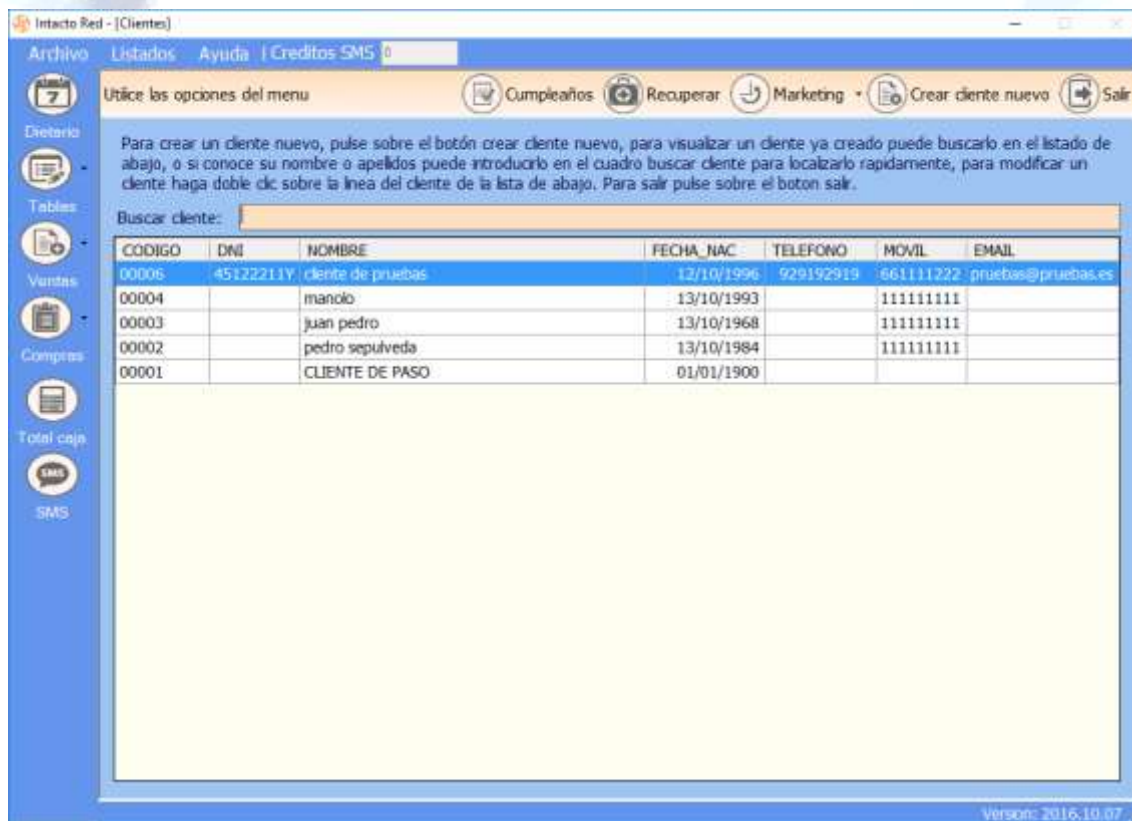 Intacto Red - [Clientes]
Archivo Listados Ayuda | Creditos SMS 0
7
Utilice las opciones del menu Cumpleaños Recuperar Marketing Crear cliente nuevo Salir
Dietario
Tablas
Ventas
Compras
Total caja
SMS
SMS
Para crear un cliente nuevo, pulse sobre el botón crear cliente nuevo, para visualizar un cliente ya creado puede buscarlo en el listado de
abajo, o si conoce su nombre o apellidos puede introducirlo en el cuadro buscar cliente para localizarlo rapidamente, para modificar un
cliente haga doble clic sobre la linea del cliente de la lista de abajo. Para salir pulse sobre el boton salir.
Buscar cliente:
CODIGO DNI NOMBRE FECHA_NAC TELEFONO MOVIL EMAIL
00006 45122211Y cliente de pruebas 12/10/1996 929192919 661111222 pruebas@pruebas.es
00004 manolo 13/10/1993 111111111
00003 juan pedro 13/10/1968 111111111
00002 pedro sepulveda 13/10/1984 111111111
00001 CLIENTE DE PASO 01/01/1900
Version: 2016.10.07